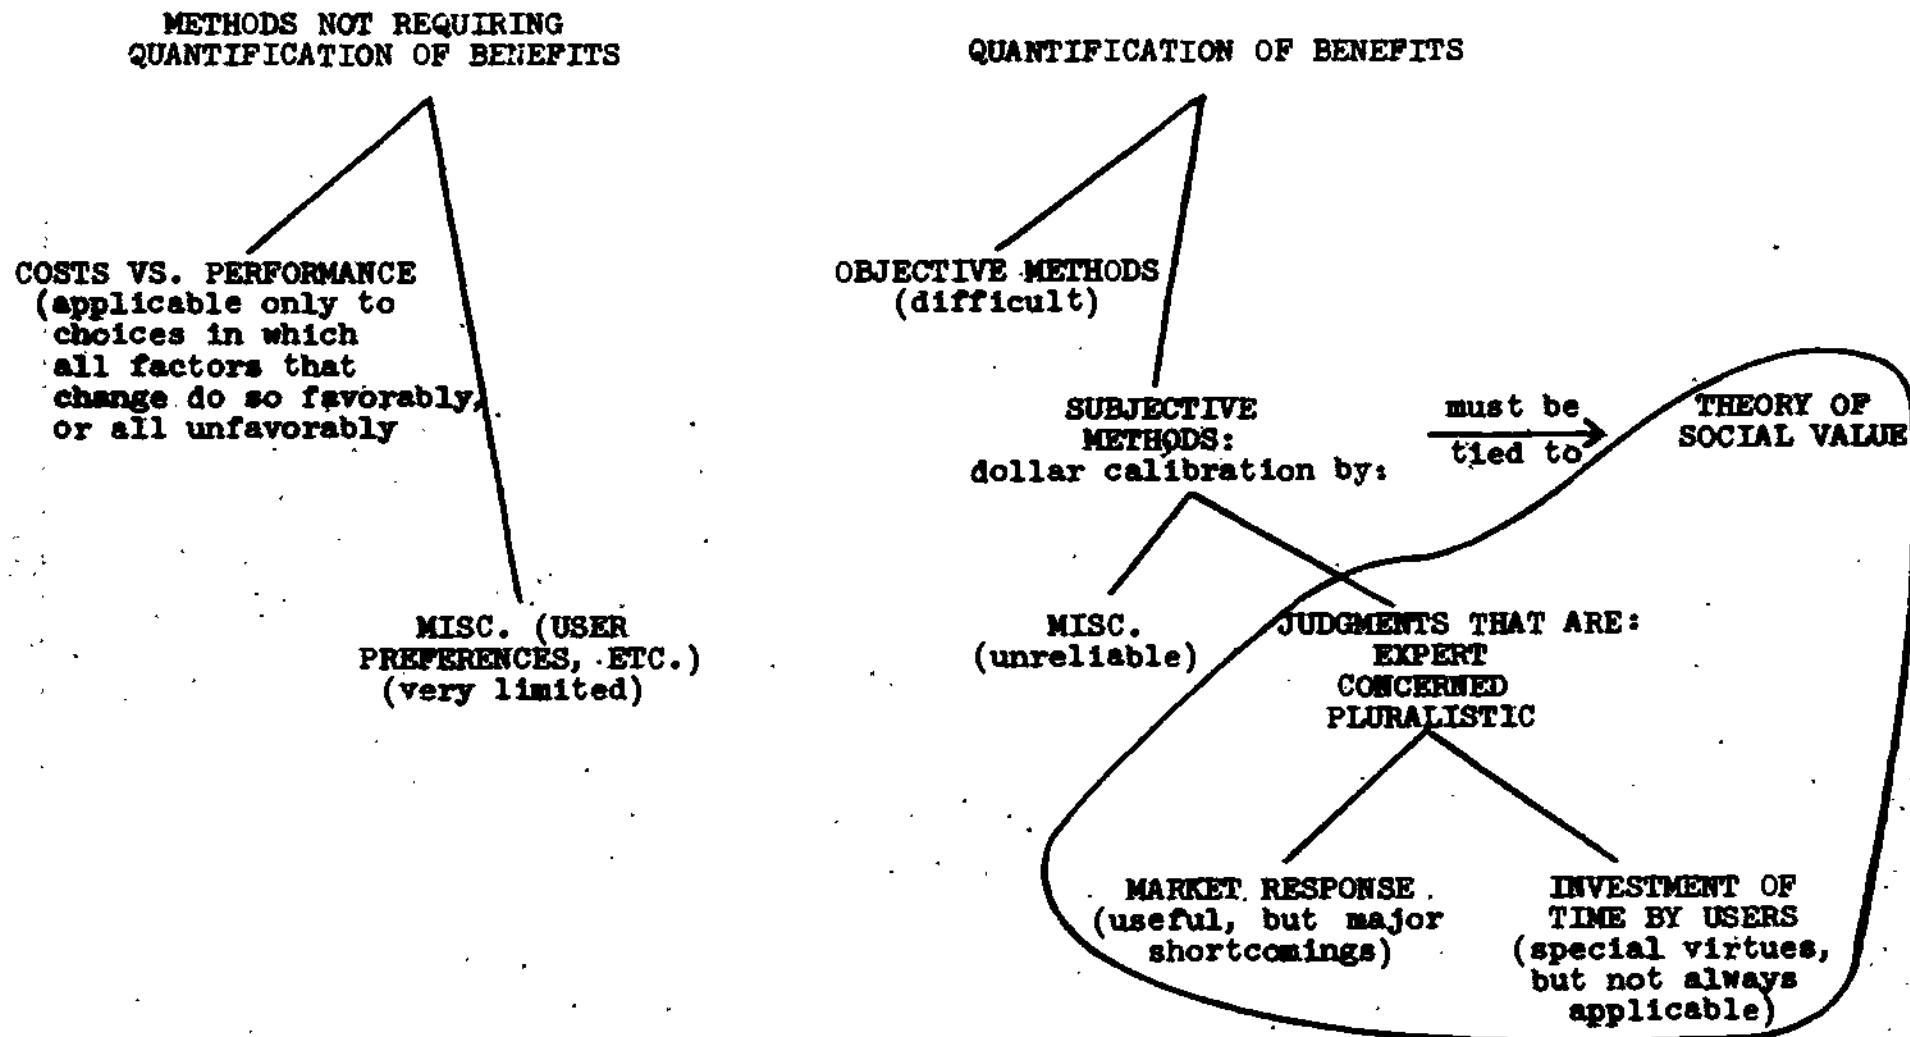 METHODS NOT REQUIRING
QUANTIFICATION OF BENEFITS
QUANTIFICATION OF BENEFITS
COSTS VS. PERFORMANCE
(applicable only to
choices in which
all factors that
change do so favorably,
or all unfavorably
OBJECTIVE METHODS
(difficult)
SUBJECTIVE
METHODS:
dollar calibration by:
must be
tied to
THEORY OF
SOCIAL VALUE
MISC. (USER
PREFERENCES, ETC.)
(very limited)
MISC.
(unreliable)
JUDGMENTS THAT ARE:
EXPERT
CONCERNED
PLURALISTIC
MARKET RESPONSE
(useful, but major
shortcomings)
INVESTMENT OF
TIME BY USERS
(special virtues,
but not always
applicable)